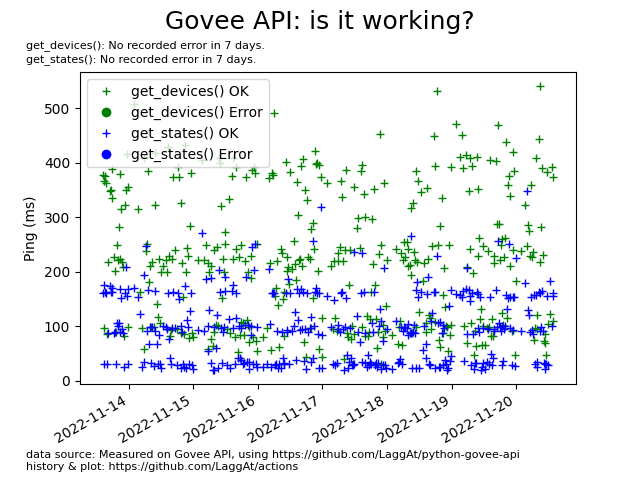 Govee API: is it working?
get_devices(): No recorded error in 7 days.
get_states(): No recorded error in 7 days.
get_devices() OK
get_devices() Error
get_states() OK
get_states() Error
Ping (ms)
500
400
300
200
100
0
2022-11-14
2022-11-15
2022-11-16
2022-11-17
2022-11-18
2022-11-19
2022-11-20
data source: Measured on Govee API, using https://github.com/LaggAt/python-govee-api
history & plot: https://github.com/LaggAt/actions